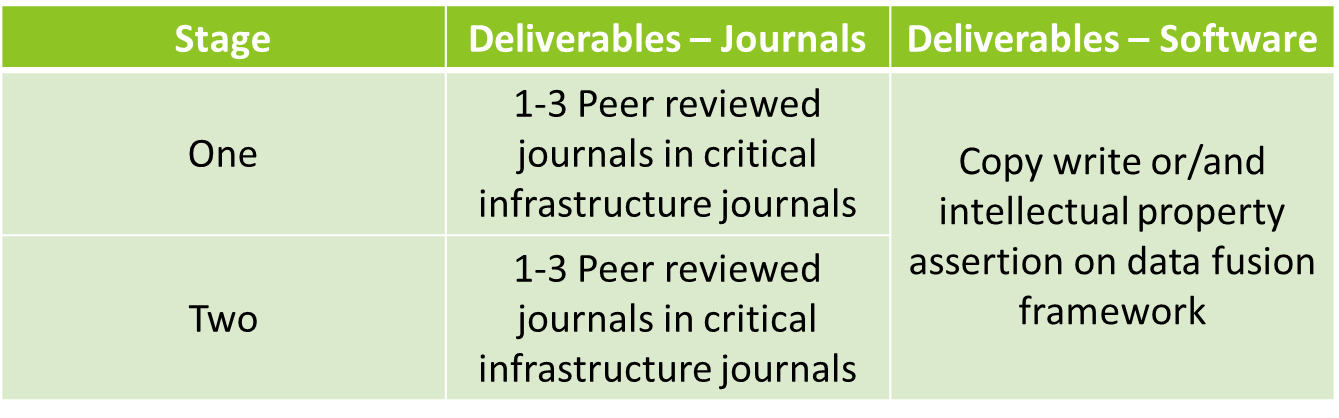 Stage
Deliverables – Journals
Deliverables – Software
One
1-3 Peer reviewed
journals in critical
infrastructure journals
Copy write or/and
intellectual property
assertion on data fusion
framework
Two
1-3 Peer reviewed
journals in critical
infrastructure journals